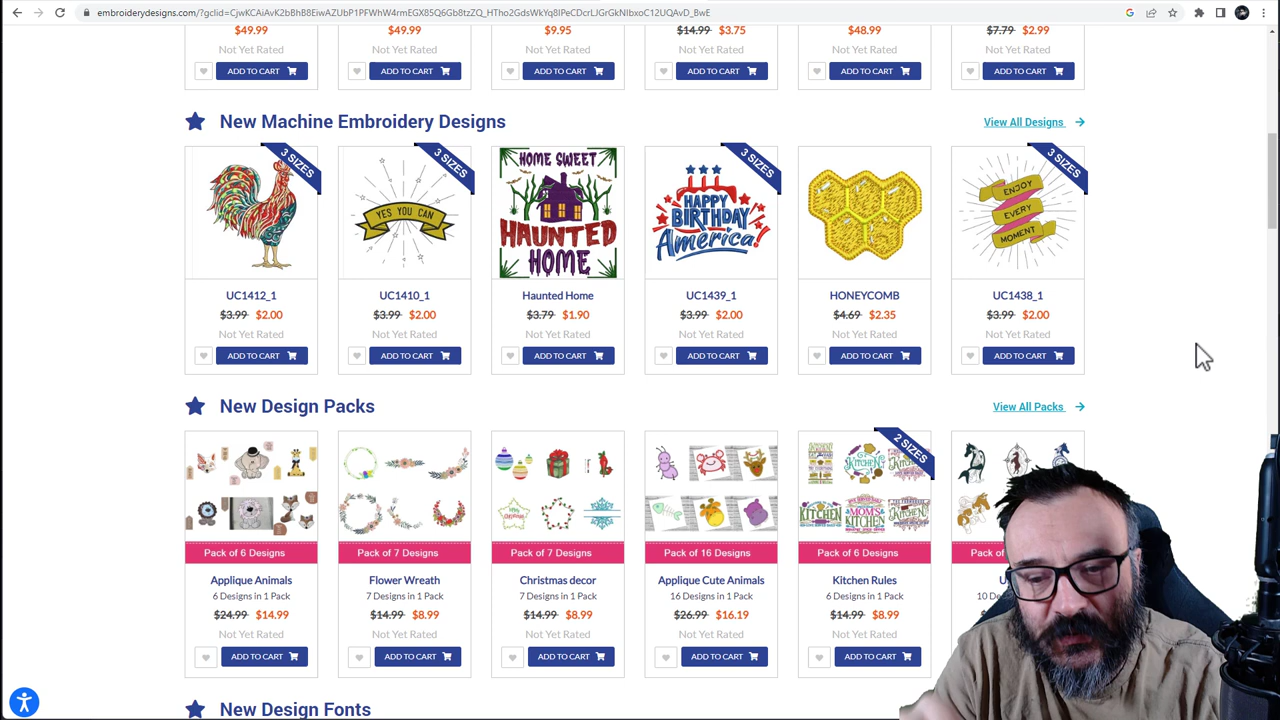 embroiderydesigns.com/?gclid=CjwKCAiAvK2bBhB8EiwAZUbP1PFWhW4rmEGX85Q6Gb8tzZQ_HTho2GdsWkYq8IPeCDcrLJGrGkNIbxoC12UQAvD_BwE
$49.99 $49.99 $9.95 $14.99 $3.75 $48.99 $7.79 $2.99
Not Yet Rated Not Yet Rated Not Yet Rated Not Yet Rated Not Yet Rated Not Yet Rated
ADD TO CART ADD TO CART ADD TO CART ADD TO CART ADD TO CART ADD TO CART
New Machine Embroidery Designs View All Designs
3 SIZES 3 SIZES 3 SIZES 3 SIZES
YES YOU CAN
HOME SWEET
HAUNTED
HOME
HAPPY
BIRTHDAY
America!
ENJOY
EVERY
MOMENT
UC1412_1 UC1410_1 Haunted Home UC1439_1 HONEYCOMB UC1438_1
$3.99 $2.00 $3.99 $2.00 $3.79 $1.90 $3.99 $2.00 $4.69 $2.35 $3.99 $2.00
Not Yet Rated Not Yet Rated Not Yet Rated Not Yet Rated Not Yet Rated Not Yet Rated
ADD TO CART ADD TO CART ADD TO CART ADD TO CART ADD TO CART ADD TO CART
New Design Packs View All Packs
2 SIZES
KITCHEN
MOM'S
KITCHEN
Pack of 6 Designs Pack of 7 Designs Pack of 7 Designs Pack of 16 Designs Pack of 6 Designs Pack of
Applique Animals Flower Wreath Christmas decor Applique Cute Animals Kitchen Rules
6 Designs in 1 Pack 7 Designs in 1 Pack 7 Designs in 1 Pack 16 Designs in 1 Pack 6 Designs in 1 Pack 10 De
$24.99 $14.99 $14.99 $8.99 $14.99 $8.99 $26.99 $16.19 $14.99 $8.99
Not Yet Rated Not Yet Rated Not Yet Rated Not Yet Rated Not Yet Rated
ADD TO CART ADD TO CART ADD TO CART ADD TO CART ADD TO CART
New Design Fonts